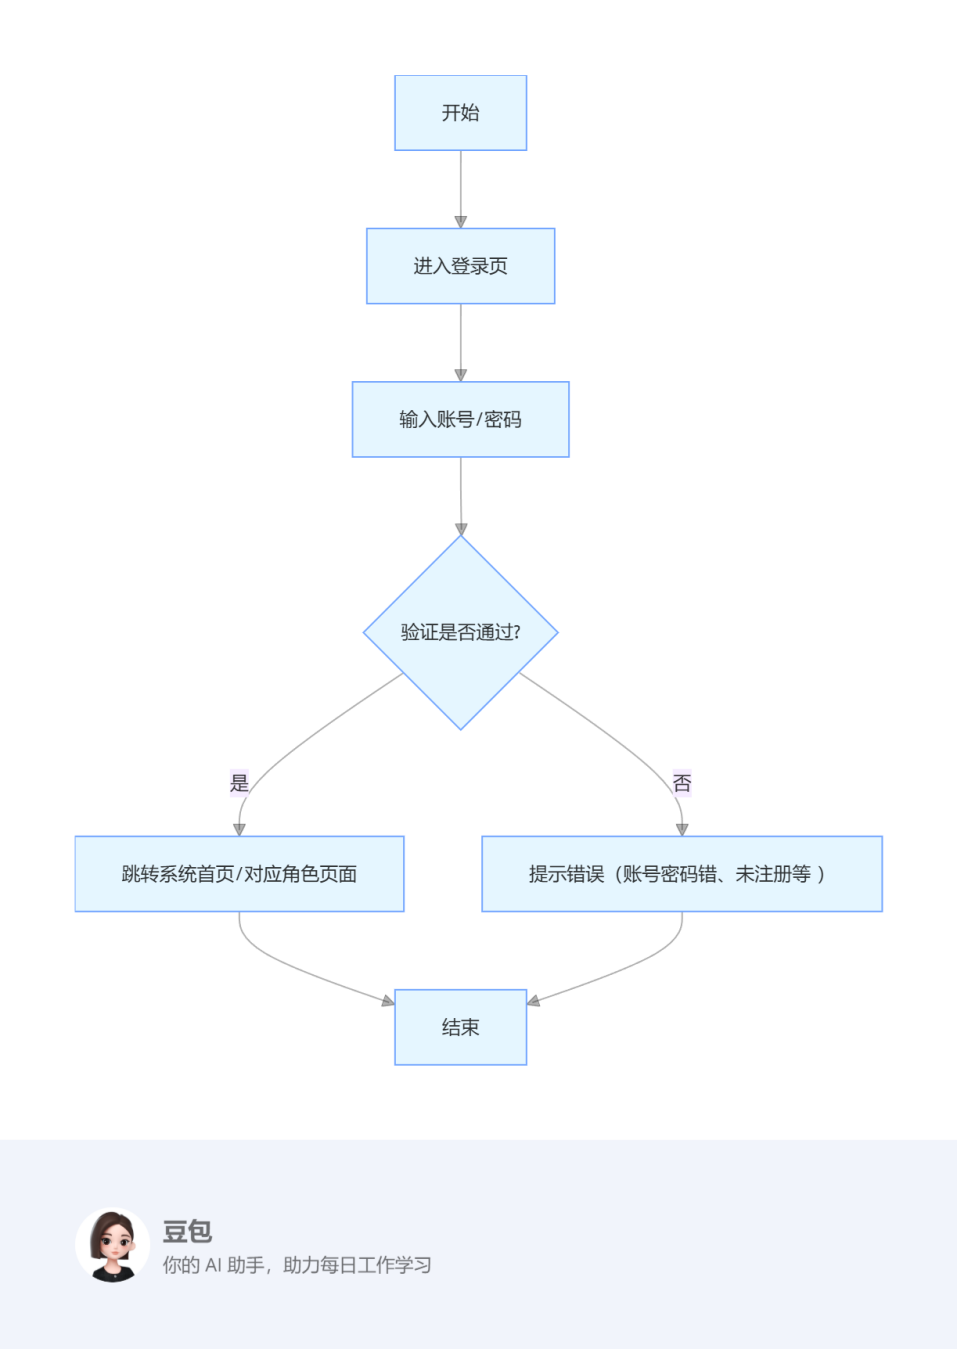 开始
进入登录页
输入账号/密码
验证是否通过?
是
否
跳转系统首页/对应角色页面
提示错误（账号密码错、未注册等 ）
结束
豆包
你的 AI 助手，助力每日工作学习